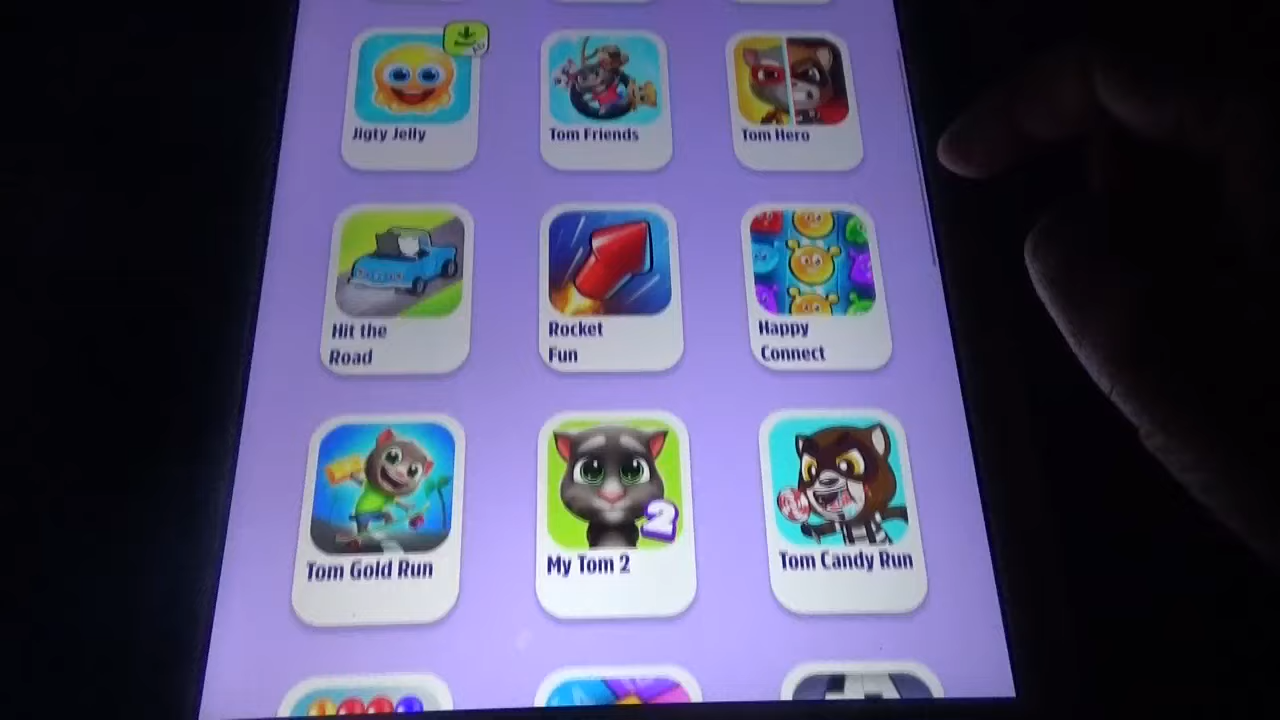 Jigty Jelly
Tom Friends
Tom Hero
Hit the
Road
Rocket
Fun
Happy
Connect
Tom Gold Run
My Tom 2
2
Tom Candy Run